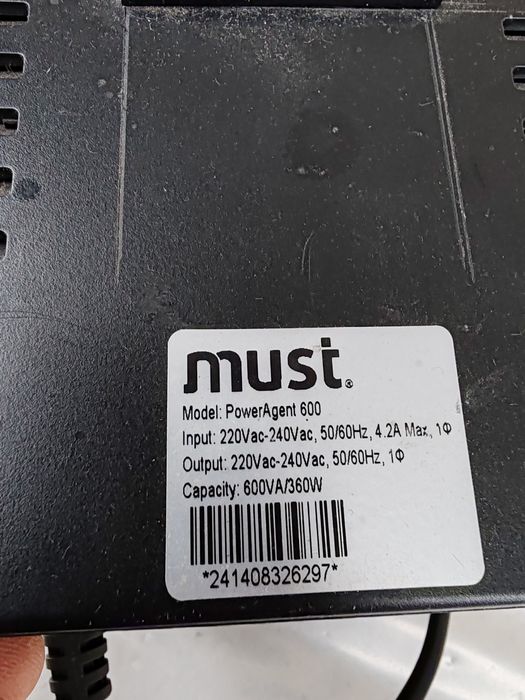 must®
Model: PowerAgent 600
Input: 220Vac-240Vac, 50/60Hz, 4.2A Max., 1Φ
Output: 220Vac-240Vac, 50/60Hz, 1Φ
Capacity: 600VA/360W
*241408326297*